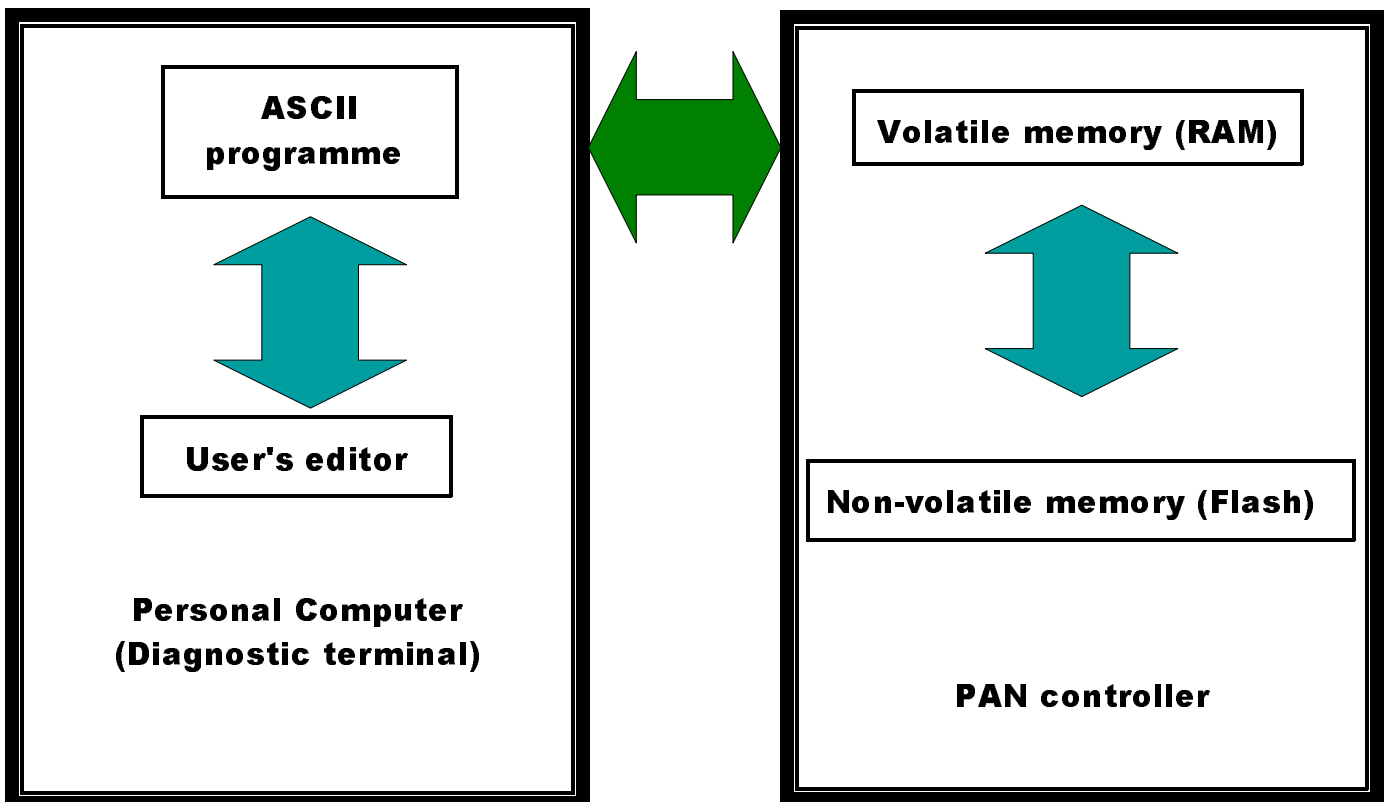 ASCII
programme
User's editor
Personal Computer
(Diagnostic terminal)
Volatile memory (RAM)
Non-volatile memory (Flash)
PAN controller